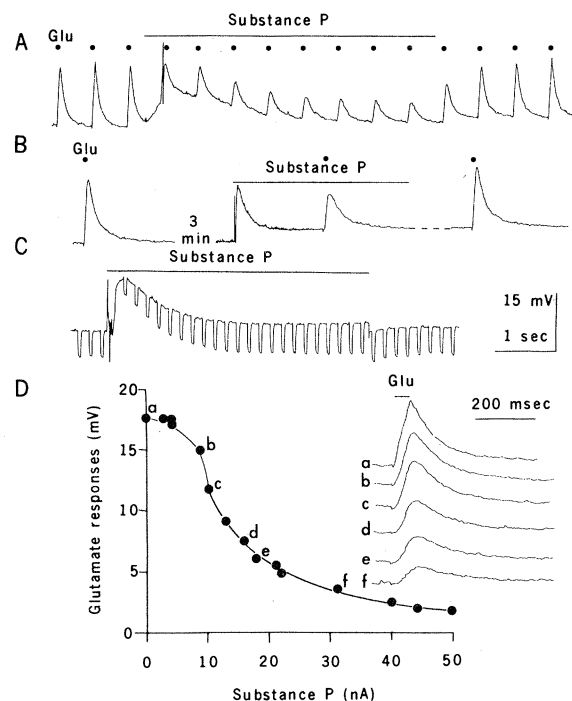 A
Glu
Substance P
B
Glu
Substance P
3
min
C
Substance P
15 mV
1 sec
D
Glutamate responses (mV)
20
15
10
5
0
a
b
c
d
e
f
0 10 20 30 40 50
Substance P (nA)
Glu
200 msec
a
b
c
d
e
f